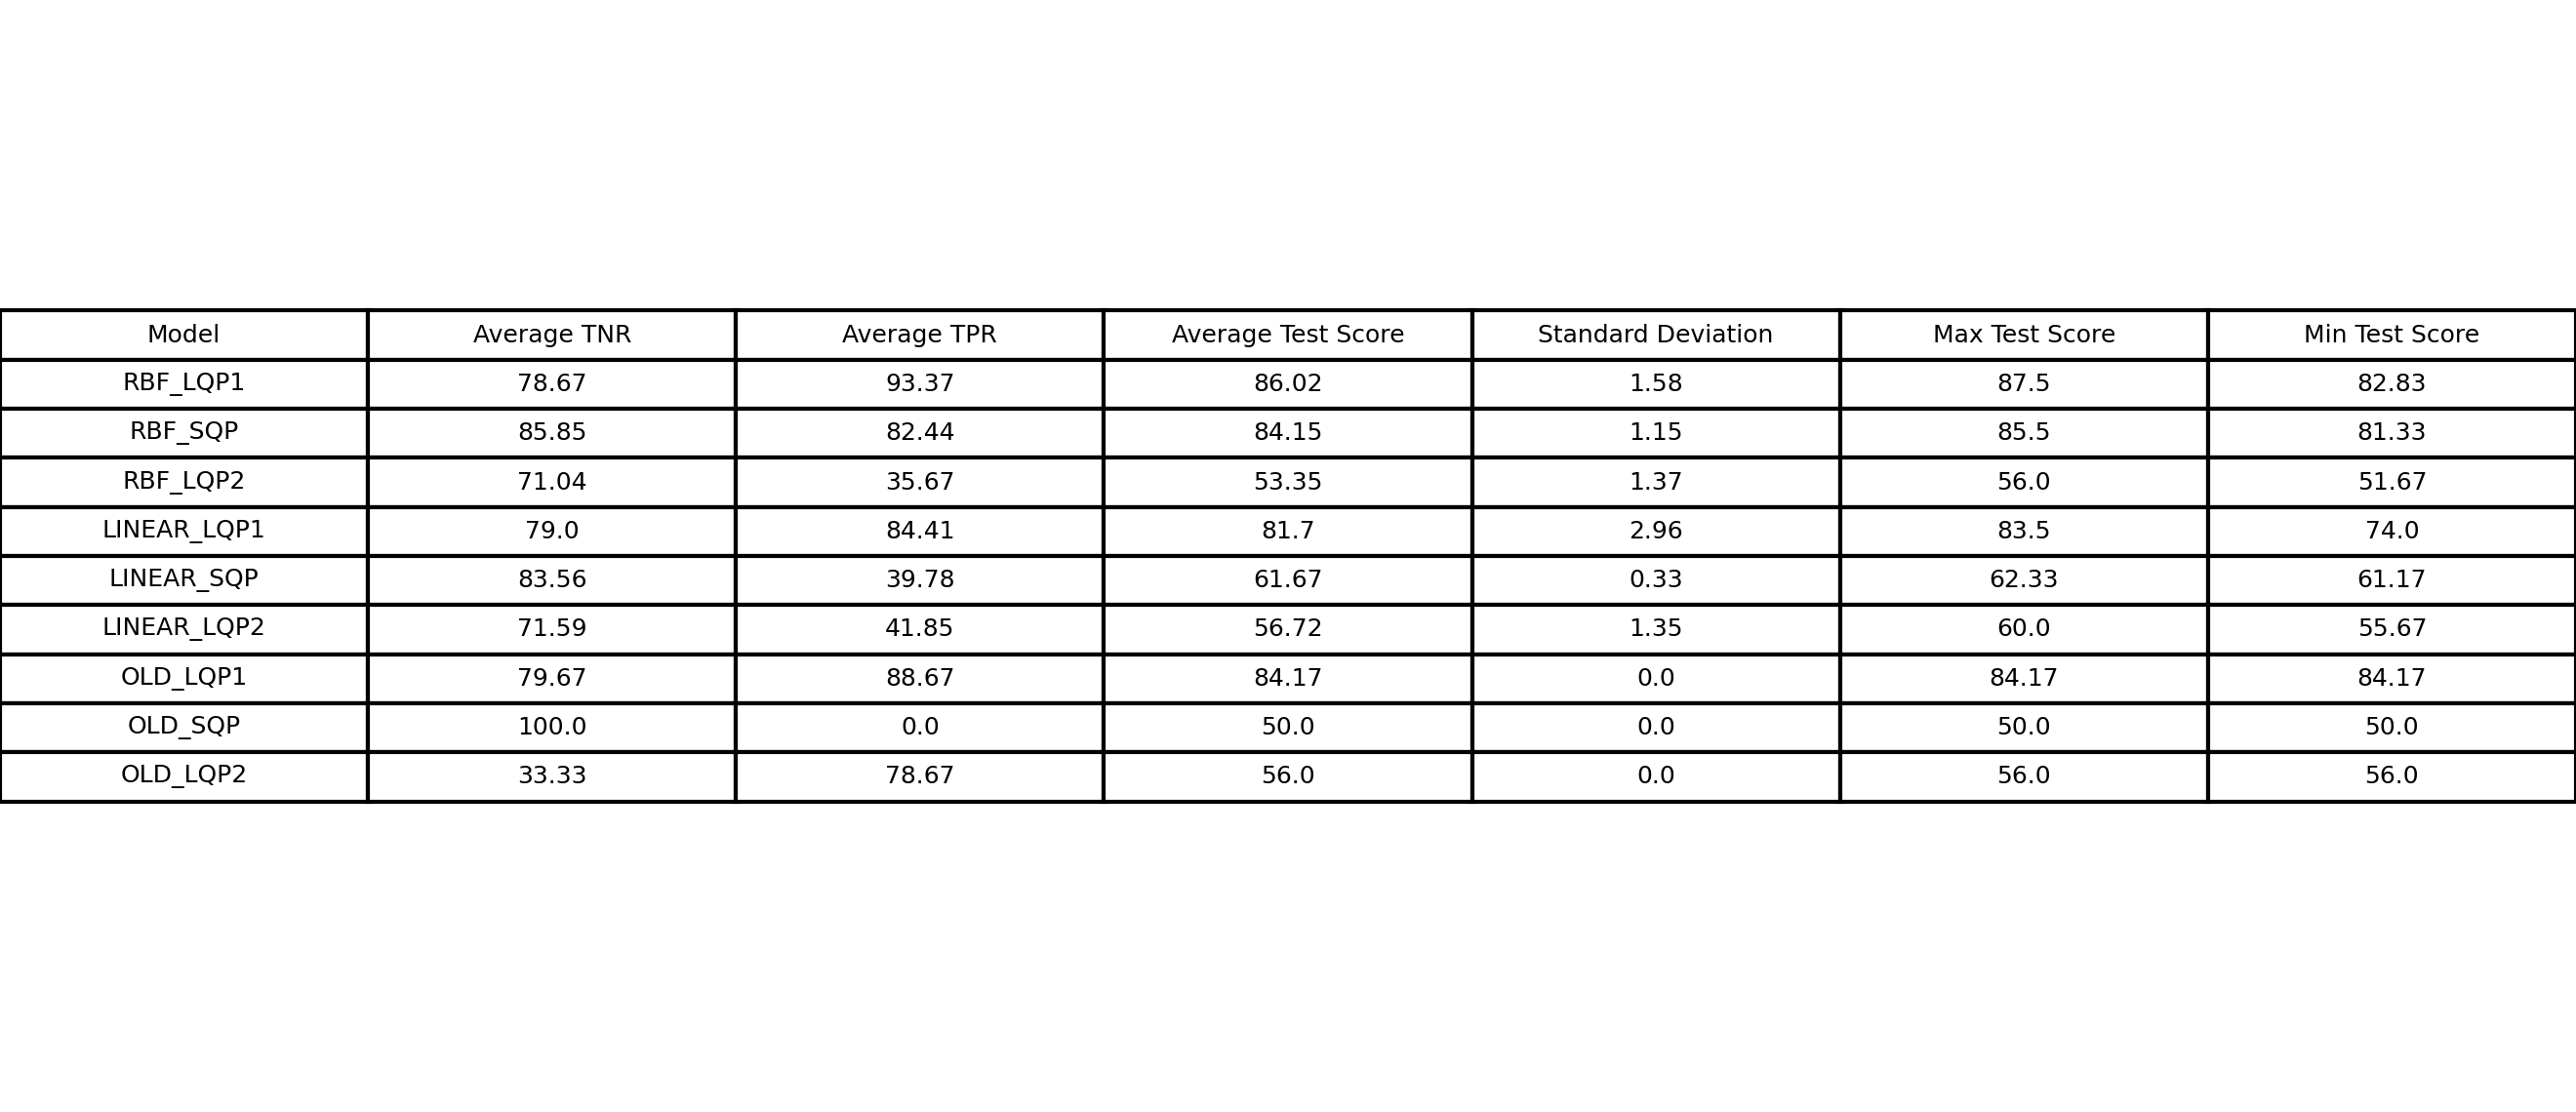 Model Average TNR Average TPR Average Test Score Standard Deviation Max Test Score Min Test Score
RBF_LQP1 78.67 93.37 86.02 1.58 87.5 82.83
RBF_SQP 85.85 82.44 84.15 1.15 85.5 81.33
RBF_LQP2 71.04 35.67 53.35 1.37 56.0 51.67
LINEAR_LQP1 79.0 84.41 81.7 2.96 83.5 74.0
LINEAR_SQP 83.56 39.78 61.67 0.33 62.33 61.17
LINEAR_LQP2 71.59 41.85 56.72 1.35 60.0 55.67
OLD_LQP1 79.67 88.67 84.17 0.0 84.17 84.17
OLD_SQP 100.0 0.0 50.0 0.0 50.0 50.0
OLD_LQP2 33.33 78.67 56.0 0.0 56.0 56.0